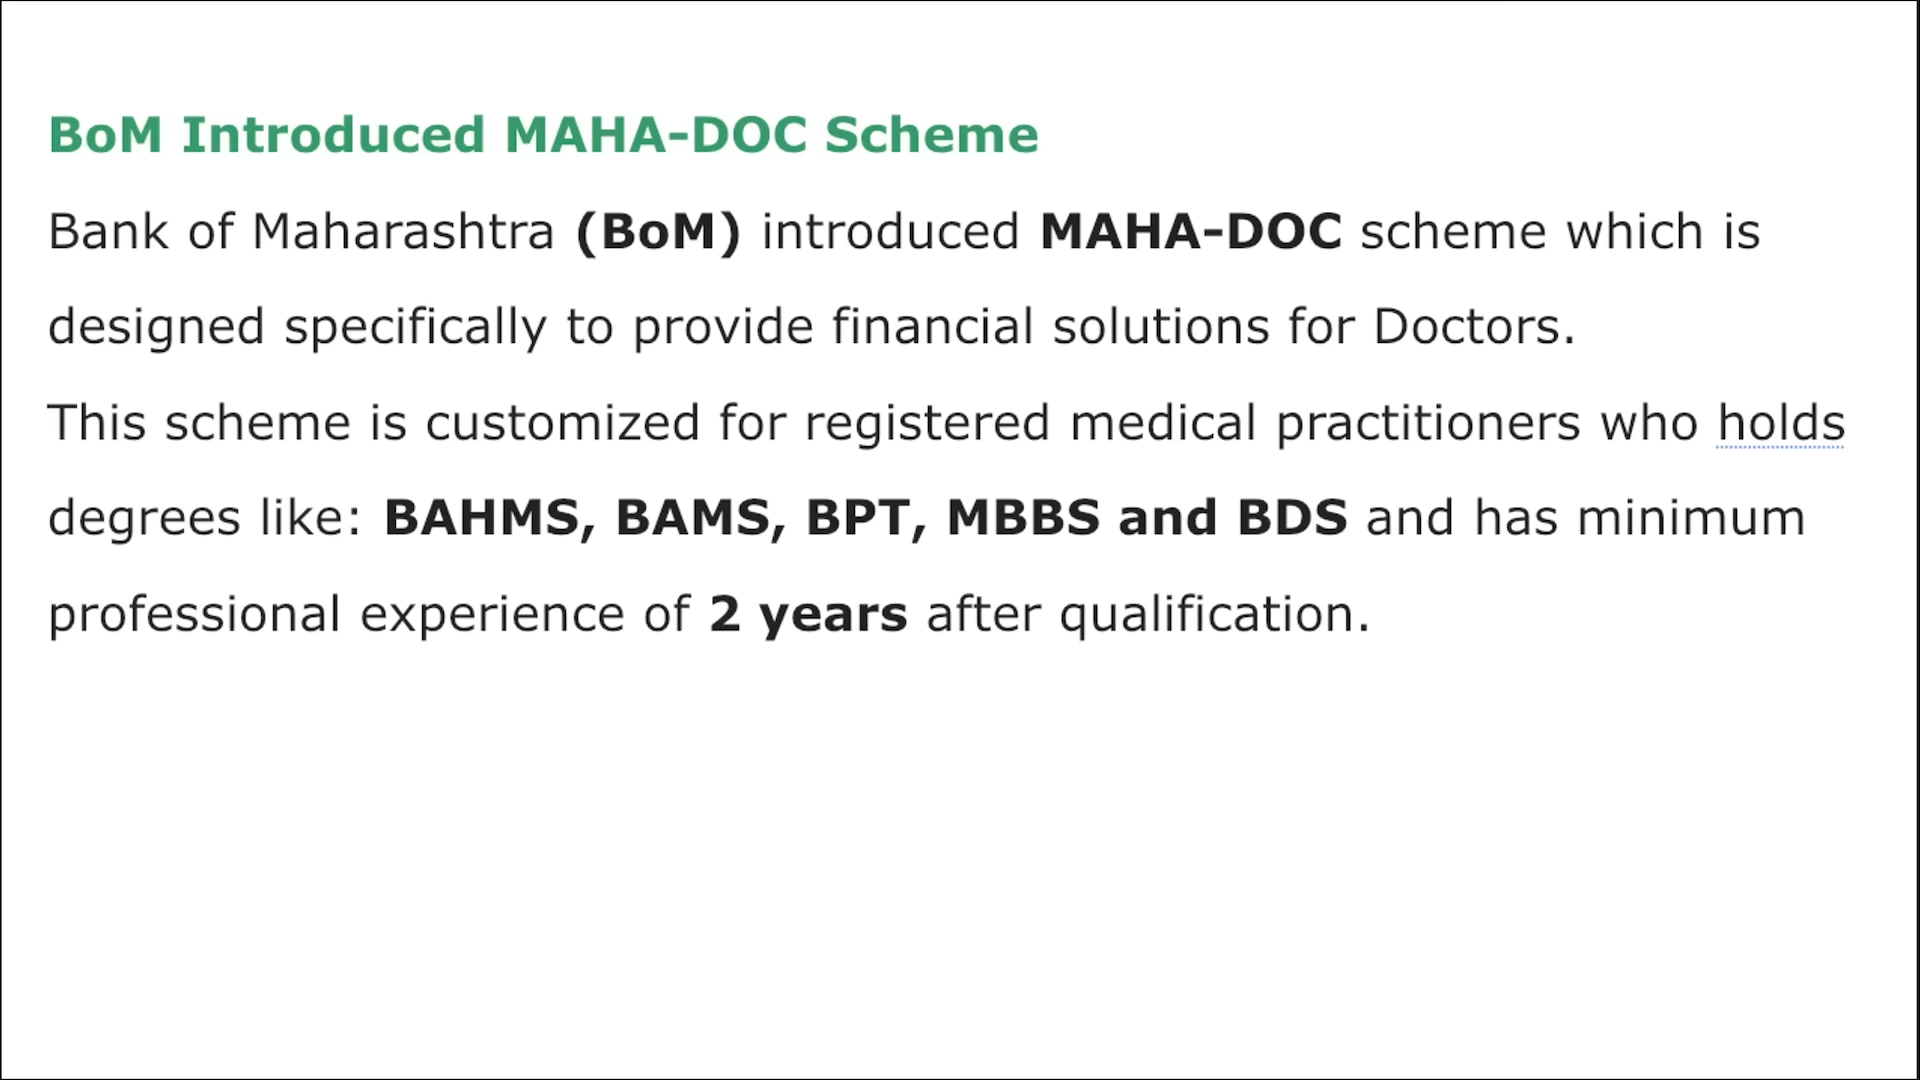 BoM Introduced MAHA-DOC Scheme
Bank of Maharashtra (BoM) introduced MAHA-DOC scheme which is
designed specifically to provide financial solutions for Doctors.
This scheme is customized for registered medical practitioners who holds
degrees like: BAHMS, BAMS, BPT, MBBS and BDS and has minimum
professional experience of 2 years after qualification.